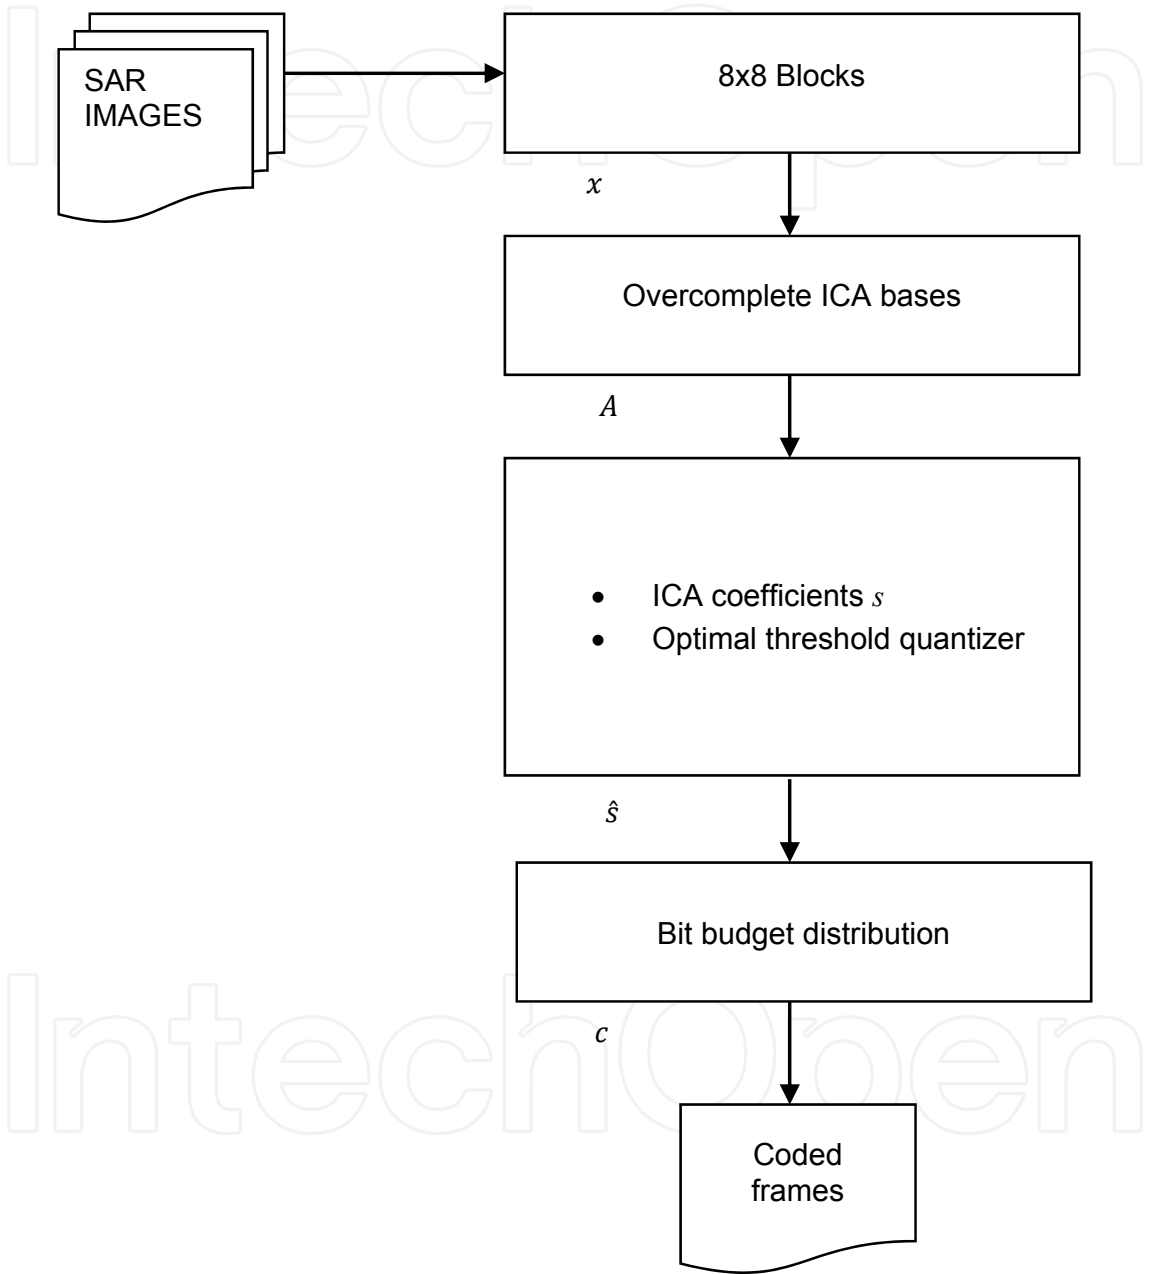 SAR
IMAGES
8x8 Blocks
x
Overcomplete ICA bases
A
• ICA coefficients s
• Optimal threshold quantizer
ŝ
Bit budget distribution
c
Coded
frames
IntechOpen
IntechOpen